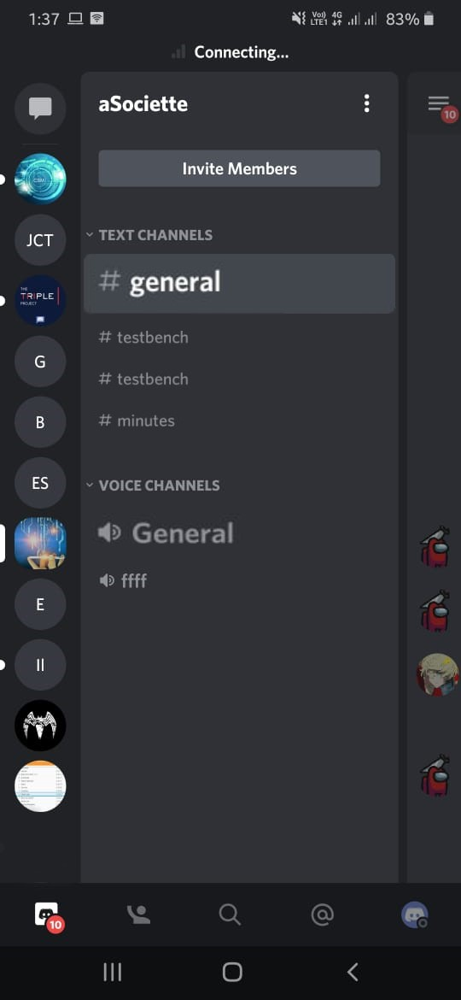 1:37 Vo)) LTE1 4G 83%
Connecting...
aSociette
10
Invite Members
CSMI
TEXT CHANNELS
JCT
# general
THE
TRIPLE
PROJECT
# testbench
G
# testbench
B
# minutes
ES
VOICE CHANNELS
General
ffff
E
II
10
@